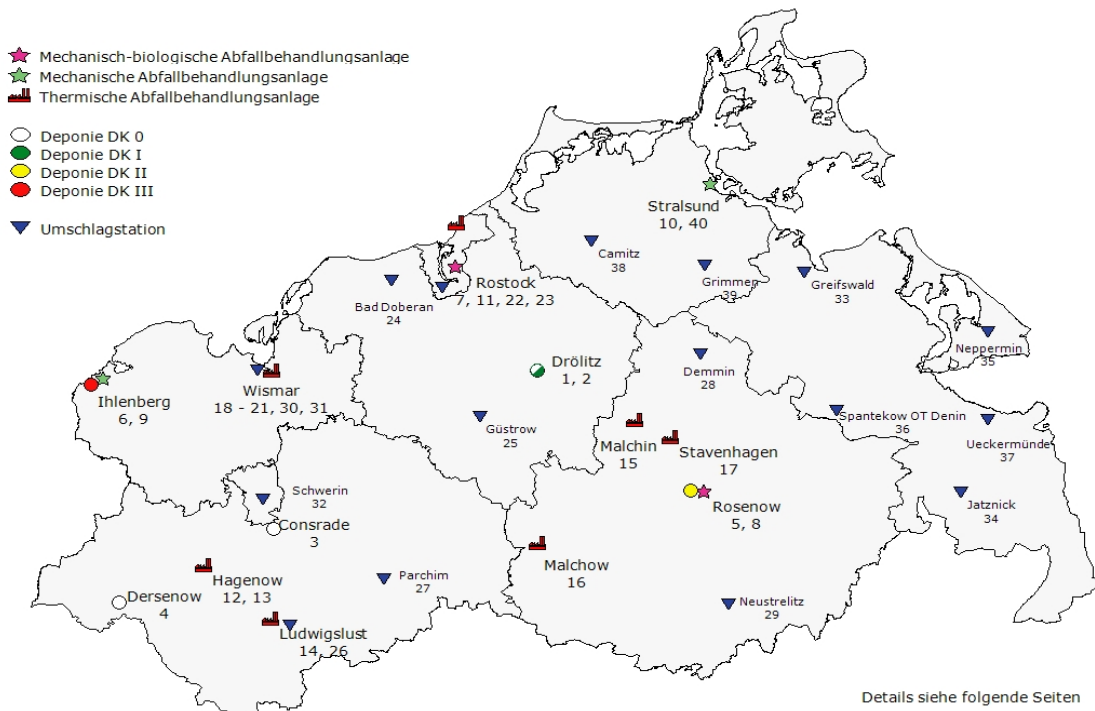 Mechanisch-biologische Abfallbehandlungsanlage
Mechanische Abfallbehandlungsanlage
Thermische Abfallbehandlungsanlage
Deponie DK 0
Deponie DK I
Deponie DK II
Deponie DK III
Umschlagstation
Stralsund
10, 40
Camitz
38
Grimmen
39
Greifswald
33
Rostock
7, 11, 22, 23
Bad Doberan
24
Neppermin
35
Drölitz
1, 2
Demmin
28
Wismar
18 - 21, 30, 31
Ihlenberg
6, 9
Güstrow
25
Spantekow OT Denin
36
Ueckermünde
37
Malchin
15
Stavenhagen
17
Schwerin
32
Rosenow
5, 8
Jatznick
34
Consrade
3
Malchow
16
Hagenow
12, 13
Parchim
27
Dersenow
4
Neustrelitz
29
Ludwigslust
14, 26
Details siehe folgende Seiten